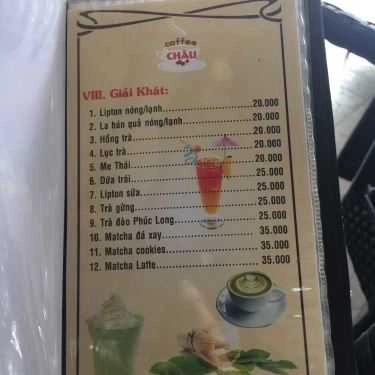 coffee
CHÂU
VIII. Giải Khát:
1. Lipton nóng/lạnh.......................20.000
2. La hán quả nóng/lạnh.................20.000
3. Hồng trà.......................................20.000
4. Lục trà..........................................20.000
5. Me Thái........................................20.000
6. Dừa trái........................................25.000
7. Lipton sữa....................................25.000
8. Trà gừng......................................25.000
9. Trà đào Phúc Long......................25.000
10. Matcha đá xay...........................35.000
11. Matcha cookies.........................35.000
12. Matcha Latte..............................35.000